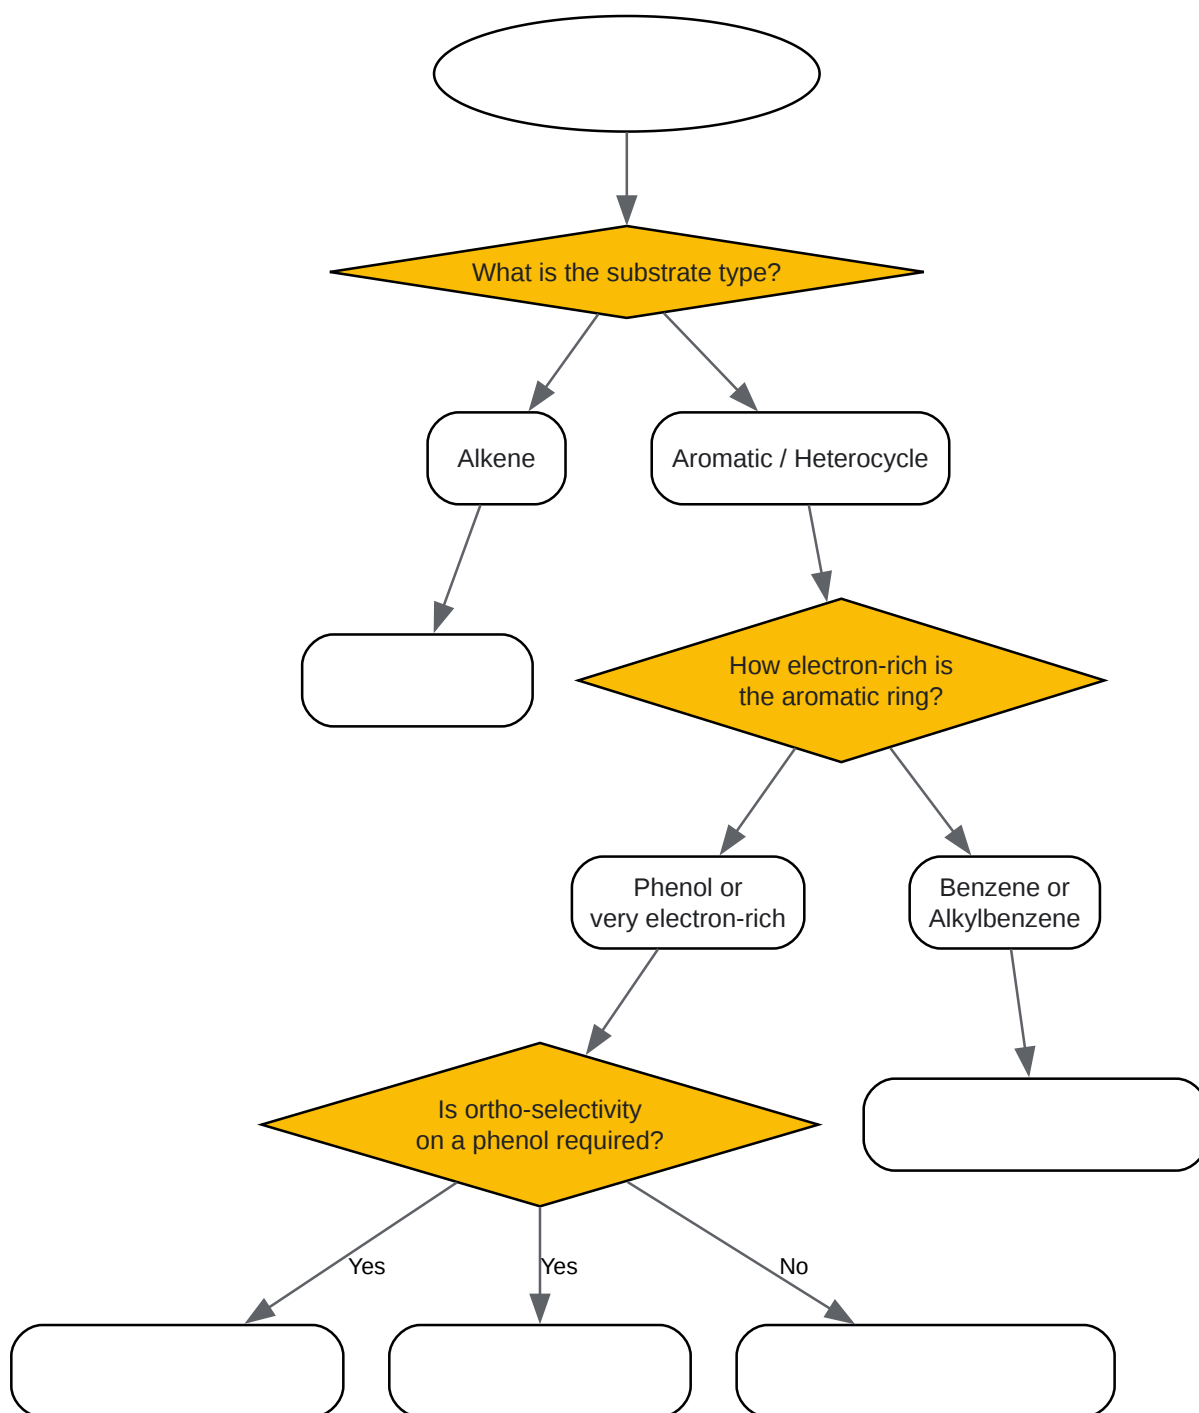 What is the substrate type?
Alkene
Aromatic / Heterocycle
How electron-rich is
the aromatic ring?
Phenol or
very electron-rich
Benzene or
Alkylbenzene
Is ortho-selectivity
on a phenol required?
Yes
Yes
No